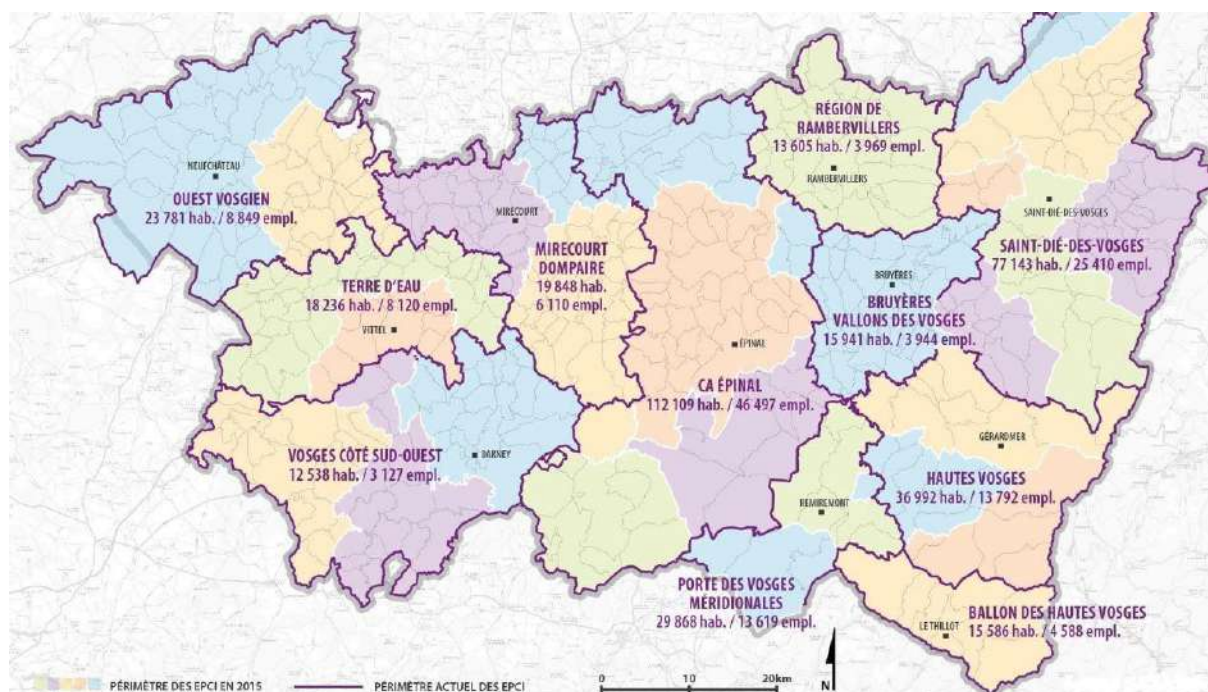 RÉGION DE
RAMBERVILLERS
13 605 hab. / 3 969 empl.
RAMBERVILLERS
NEUFCHÂTEAU
OUEST VOSGIEN
23 781 hab. / 8 849 empl.
MIRECOURT
SAINT-DIÉ-DES-VOSGES
SAINT-DIÉ-DES-VOSGES
77 143 hab. / 25 410 empl.
MIRECOURT
DOMPAIRE
19 848 hab.
6 110 empl.
TERRE D'EAU
18 236 hab. / 8 120 empl.
VITTEL
BRUYÈRES
BRUYÈRES
VALLONS DES VOSGES
15 941 hab. / 3 944 empl.
ÉPINAL
CA ÉPINAL
112 109 hab. / 46 497 empl.
VOSGES CÔTÉ SUD-OUEST
12 538 hab. / 3 127 empl.
DARNEY
GÉRARDMER
HAUTES VOSGES
36 992 hab. / 13 792 empl.
REMIREMONT
PORTE DES VOSGES
MÉRIDIONALES
29 868 hab. / 13 619 empl.
BALLON DES HAUTES VOSGES
15 586 hab. / 4 588 empl.
LE THILLOT
PÉRIMÈTRE DES EPCI EN 2015
PÉRIMÈTRE ACTUEL DES EPCI
0 10 20km
N